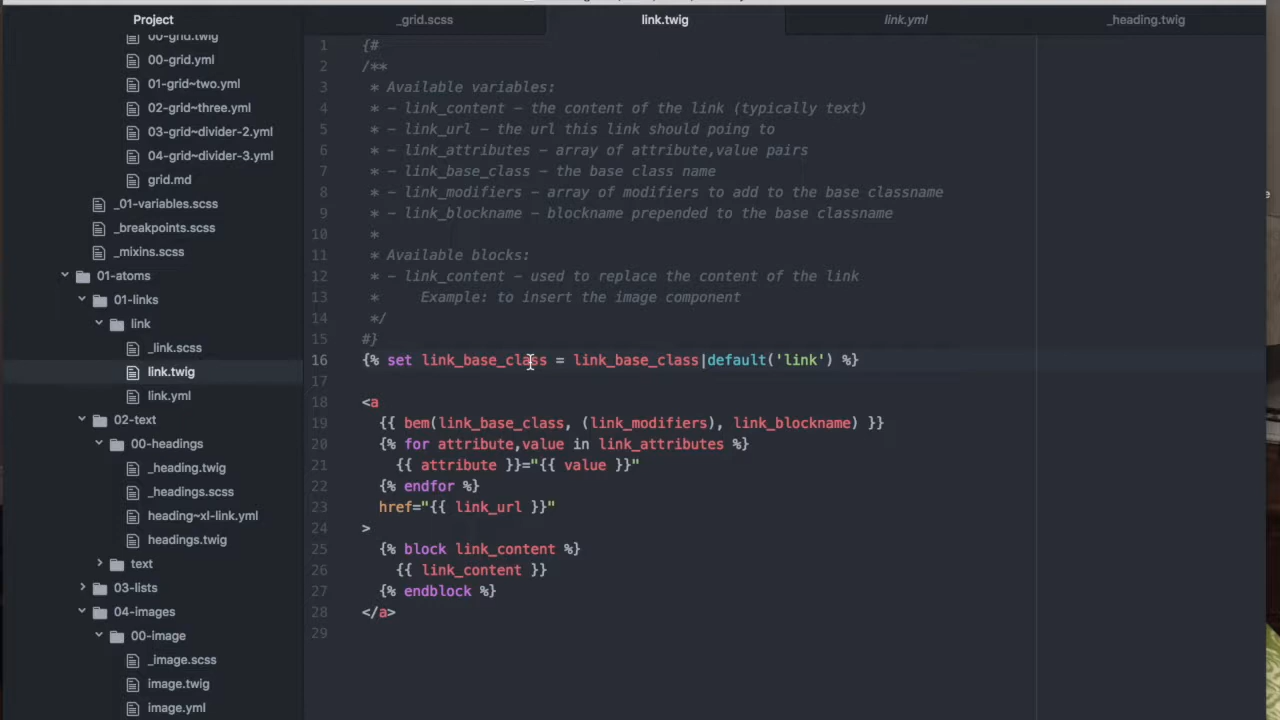 Project
_grid.scss
link.twig
link.yml
_heading.twig
00-grid.twig
00-grid.yml
01-grid~two.yml
02-grid~three.yml
03-grid~divider-2.yml
04-grid~divider-3.yml
grid.md
_01-variables.scss
_breakpoints.scss
_mixins.scss
01-atoms
01-links
link
_link.scss
link.twig
link.yml
02-text
00-headings
_heading.twig
_headings.scss
heading~xl-link.yml
headings.twig
text
03-lists
04-images
00-image
_image.scss
image.twig
image.yml
1 {#
2 /**
3 * Available variables:
4 * - link_content - the content of the link (typically text)
5 * - link_url - the url this link should poing to
6 * - link_attributes - array of attribute,value pairs
7 * - link_base_class - the base class name
8 * - link_modifiers - array of modifiers to add to the base classname
9 * - link_blockname - blockname prepended to the base classname
10 *
11 * Available blocks:
12 * - link_content - used to replace the content of the link
13 *     Example: to insert the image component
14 */
15 #}
16 {% set link_base_class = link_base_class|default('link') %}
17
18 <a
19   {{ bem(link_base_class, (link_modifiers), link_blockname) }}
20   {% for attribute,value in link_attributes %}
21     {{ attribute }}="{{ value }}"
22   {% endfor %}
23   href="{{ link_url }}"
24 >
25   {% block link_content %}
26     {{ link_content }}
27   {% endblock %}
28 </a>
29